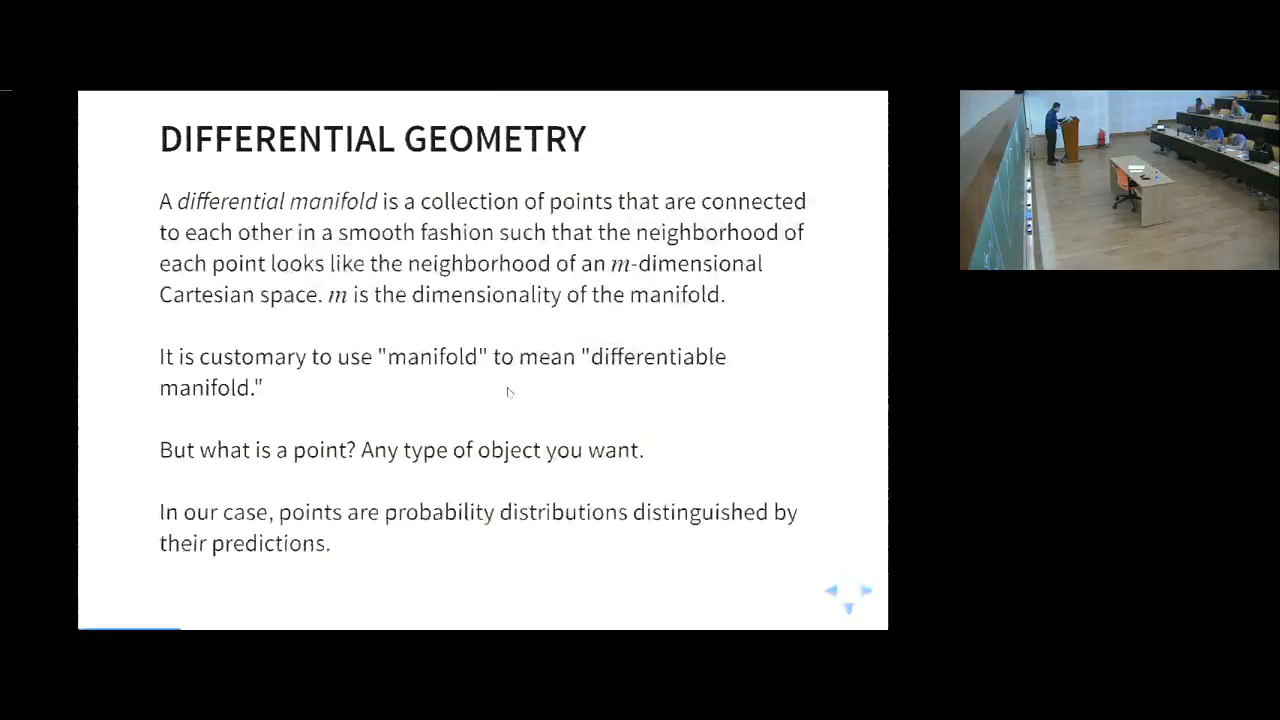 DIFFERENTIAL GEOMETRY
A differential manifold is a collection of points that are connected
to each other in a smooth fashion such that the neighborhood of
each point looks like the neighborhood of an m-dimensional
Cartesian space. m is the dimensionality of the manifold.
It is customary to use "manifold" to mean "differentiable
manifold."
But what is a point? Any type of object you want.
In our case, points are probability distributions distinguished by
their predictions.